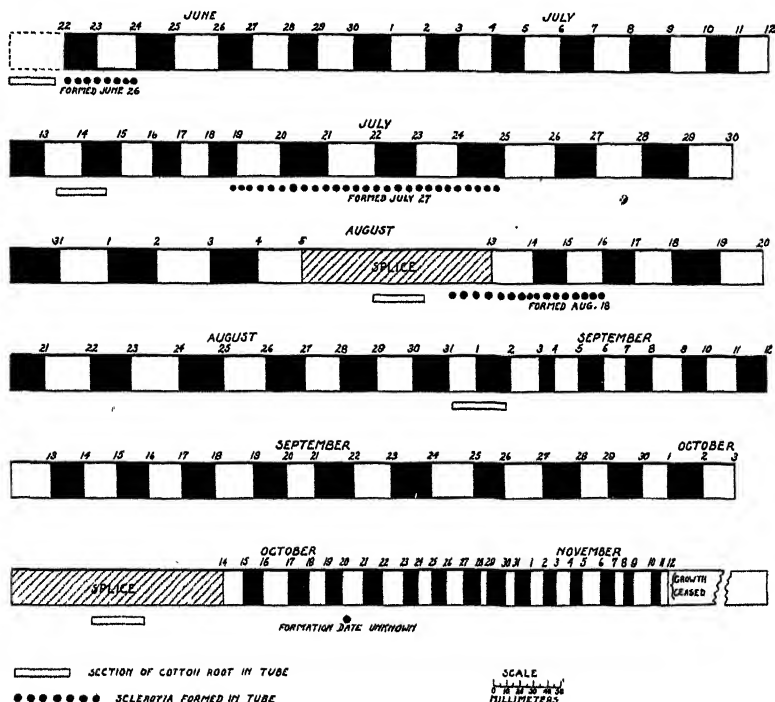 JUNE JULY
22 23 24 25 26 27 28 29 30 1 2 3 4 5 6 7 8 9 10 11 12
FORMED JUNE 26
JULY
13 14 15 16 17 18 19 20 21 22 23 24 25 26 27 28 29 30
FORMED JULY 27
AUGUST
31 1 2 3 4 5 13 14 15 16 17 18 19 20
SPLICE
FORMED AUG. 18
AUGUST SEPTEMBER
21 22 23 24 25 26 27 28 29 30 31 1 2 3 4 5 6 7 8 9 10 11 12
SEPTEMBER OCTOBER
13 14 15 16 17 18 19 20 21 22 23 24 25 26 27 28 29 30 1 2 3
OCTOBER NOVEMBER
14 15 16 17 18 19 20 21 22 23 24 25 26 27 28 29 30 31 1 2 3 4 5 6 7 8 9 10 11 12
SPLICE GROWTH
CEASED
FORMATION DATE UNKNOWN
SECTION OF COTTON ROOT IN TUBE
SCLEROTIA FORMED IN TUBE
SCALE
0 10 20 30 40 50
MILLIMETERS